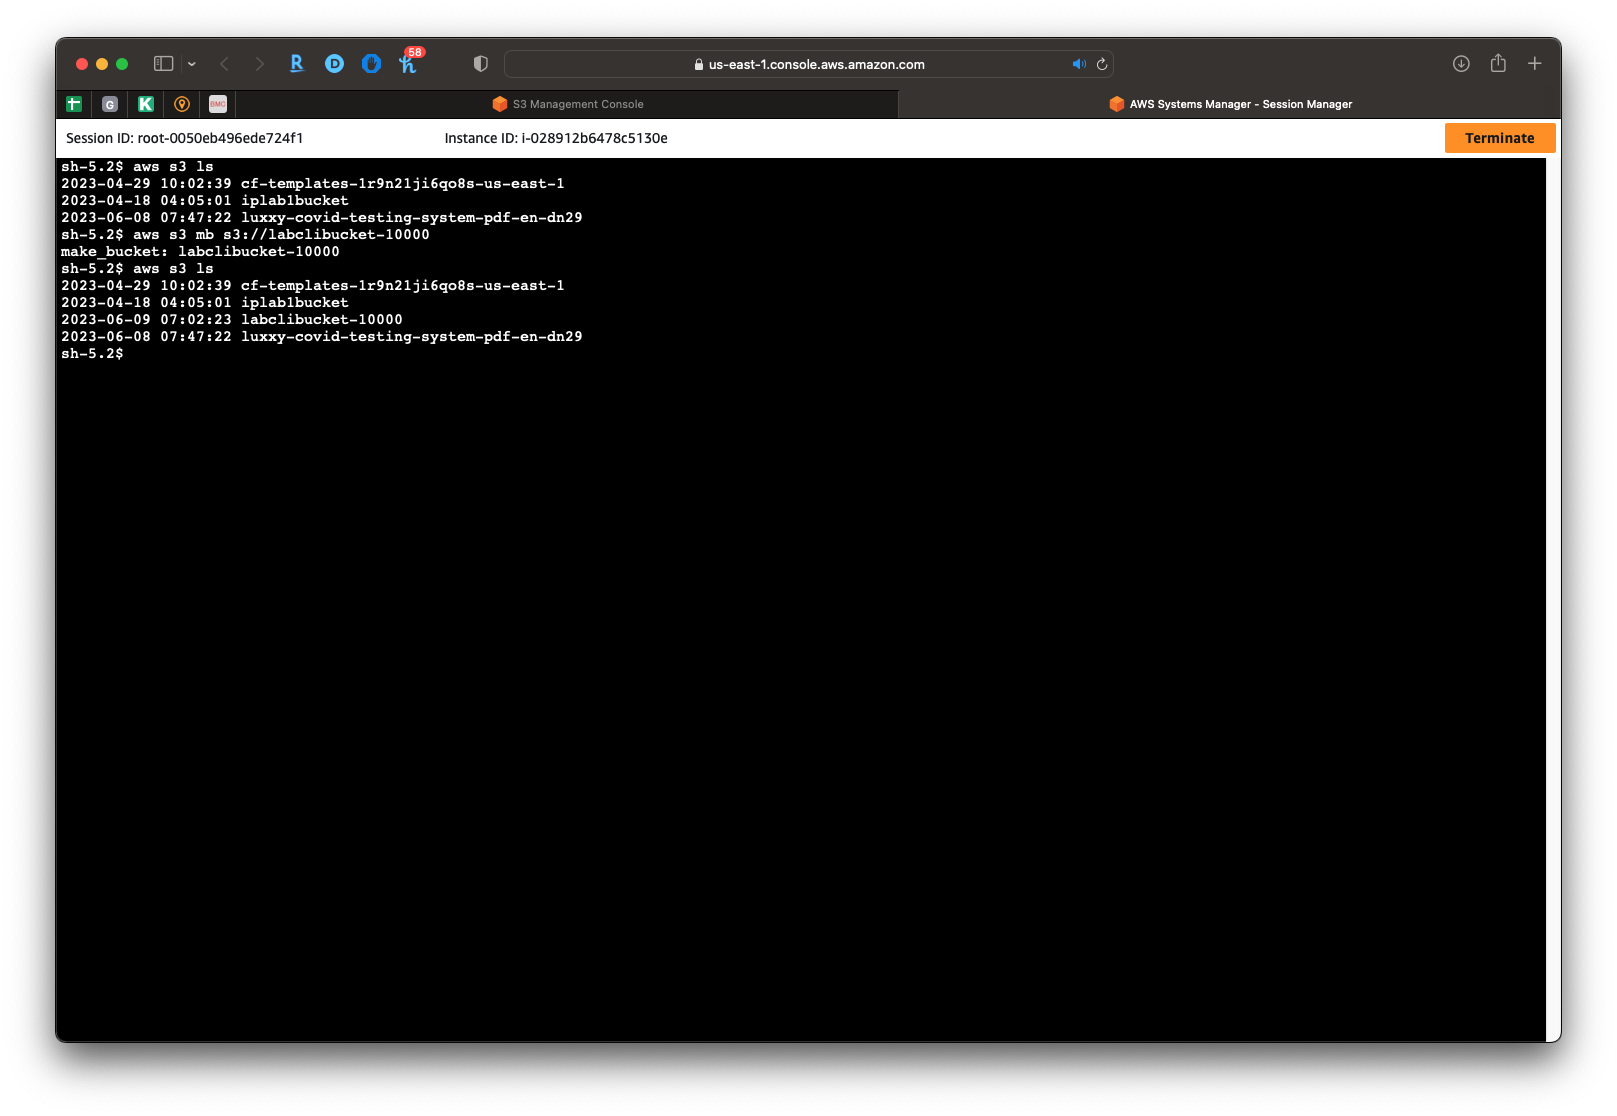 58
us-east-1.console.aws.amazon.com
G K BMC
S3 Management Console
AWS Systems Manager - Session Manager
Session ID: root-0050eb496ede724f1
Instance ID: i-028912b6478c5130e
Terminate
sh-5.2$ aws s3 ls
2023-04-29 10:02:39 cf-templates-1r9n21ji6qo8s-us-east-1
2023-04-18 04:05:01 iplab1bucket
2023-06-08 07:47:22 luxxy-covid-testing-system-pdf-en-dn29
sh-5.2$ aws s3 mb s3://labclibucket-10000
make_bucket: labclibucket-10000
sh-5.2$ aws s3 ls
2023-04-29 10:02:39 cf-templates-1r9n21ji6qo8s-us-east-1
2023-04-18 04:05:01 iplab1bucket
2023-06-09 07:02:23 labclibucket-10000
2023-06-08 07:47:22 luxxy-covid-testing-system-pdf-en-dn29
sh-5.2$